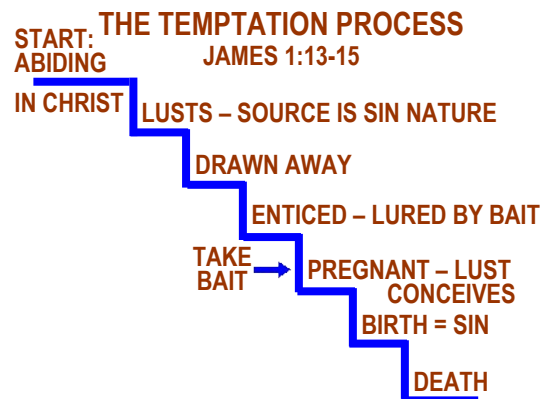 THE TEMPTATION PROCESS
JAMES 1:13-15
START:
ABIDING
IN CHRIST
LUSTS – SOURCE IS SIN NATURE
DRAWN AWAY
ENTICED – LURED BY BAIT
TAKE
BAIT
PREGNANT – LUST
CONCEIVES
BIRTH = SIN
DEATH